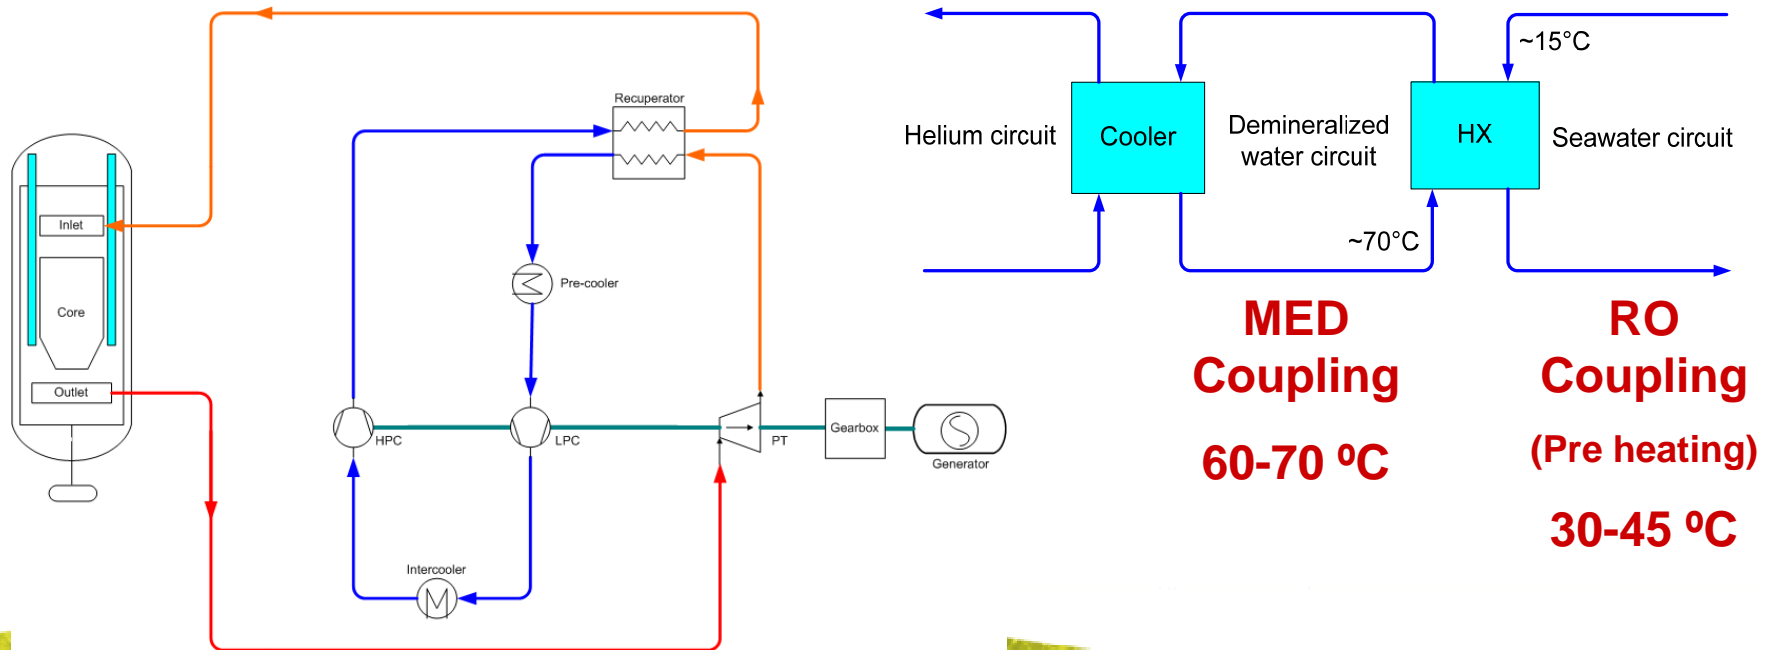 Recuperator
Inlet
Core
Outlet
Pre-cooler
HPC
LPC
PT
Gearbox
Generator
Intercooler
~15°C
Helium circuit
Cooler
Demineralized
water circuit
HX
Seawater circuit
~70°C
MED
Coupling
60-70 ºC
RO
Coupling
(Pre heating)
30-45 ºC